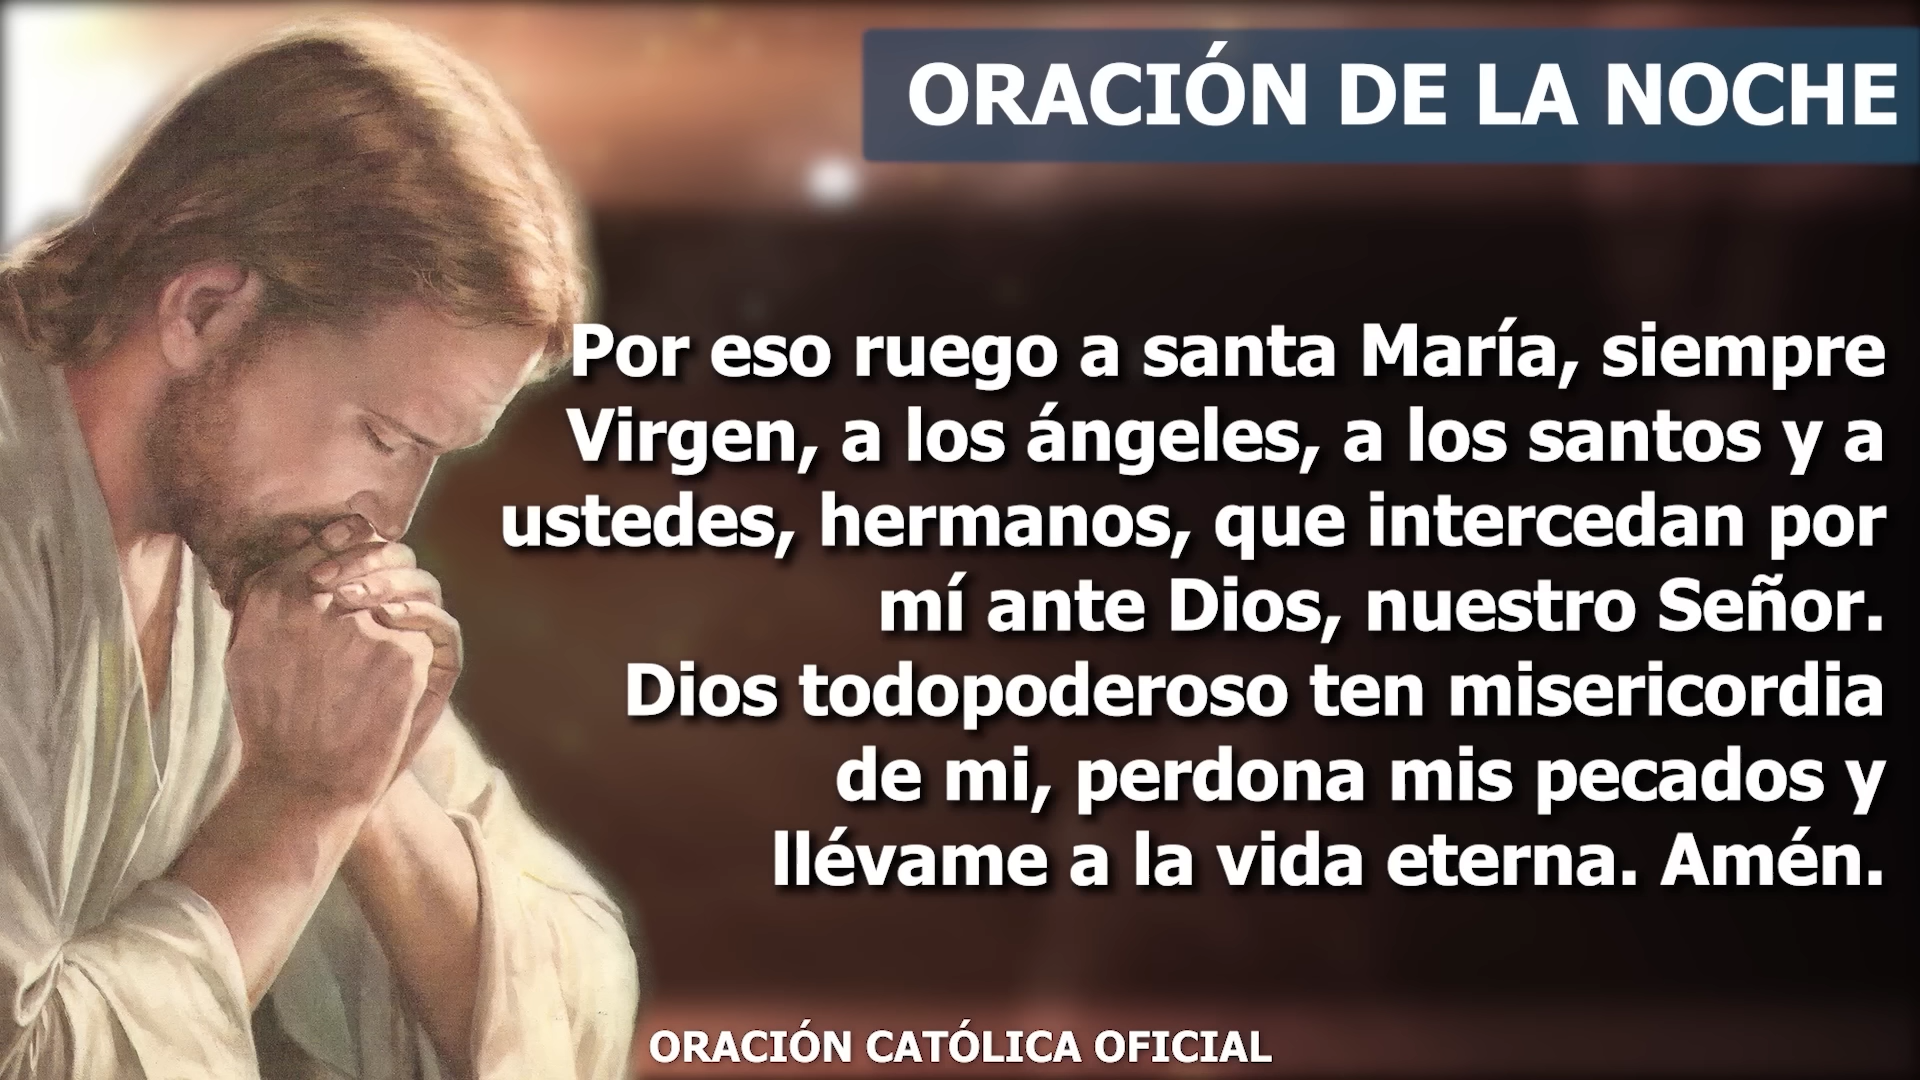 ORACIÓN DE LA NOCHE
Por eso ruego a santa María, siempre
Virgen, a los ángeles, a los santos y a
ustedes, hermanos, que intercedan por
mí ante Dios, nuestro Señor.
Dios todopoderoso ten misericordia
de mi, perdona mis pecados y
llévame a la vida eterna. Amén.
ORACIÓN CATÓLICA OFICIAL